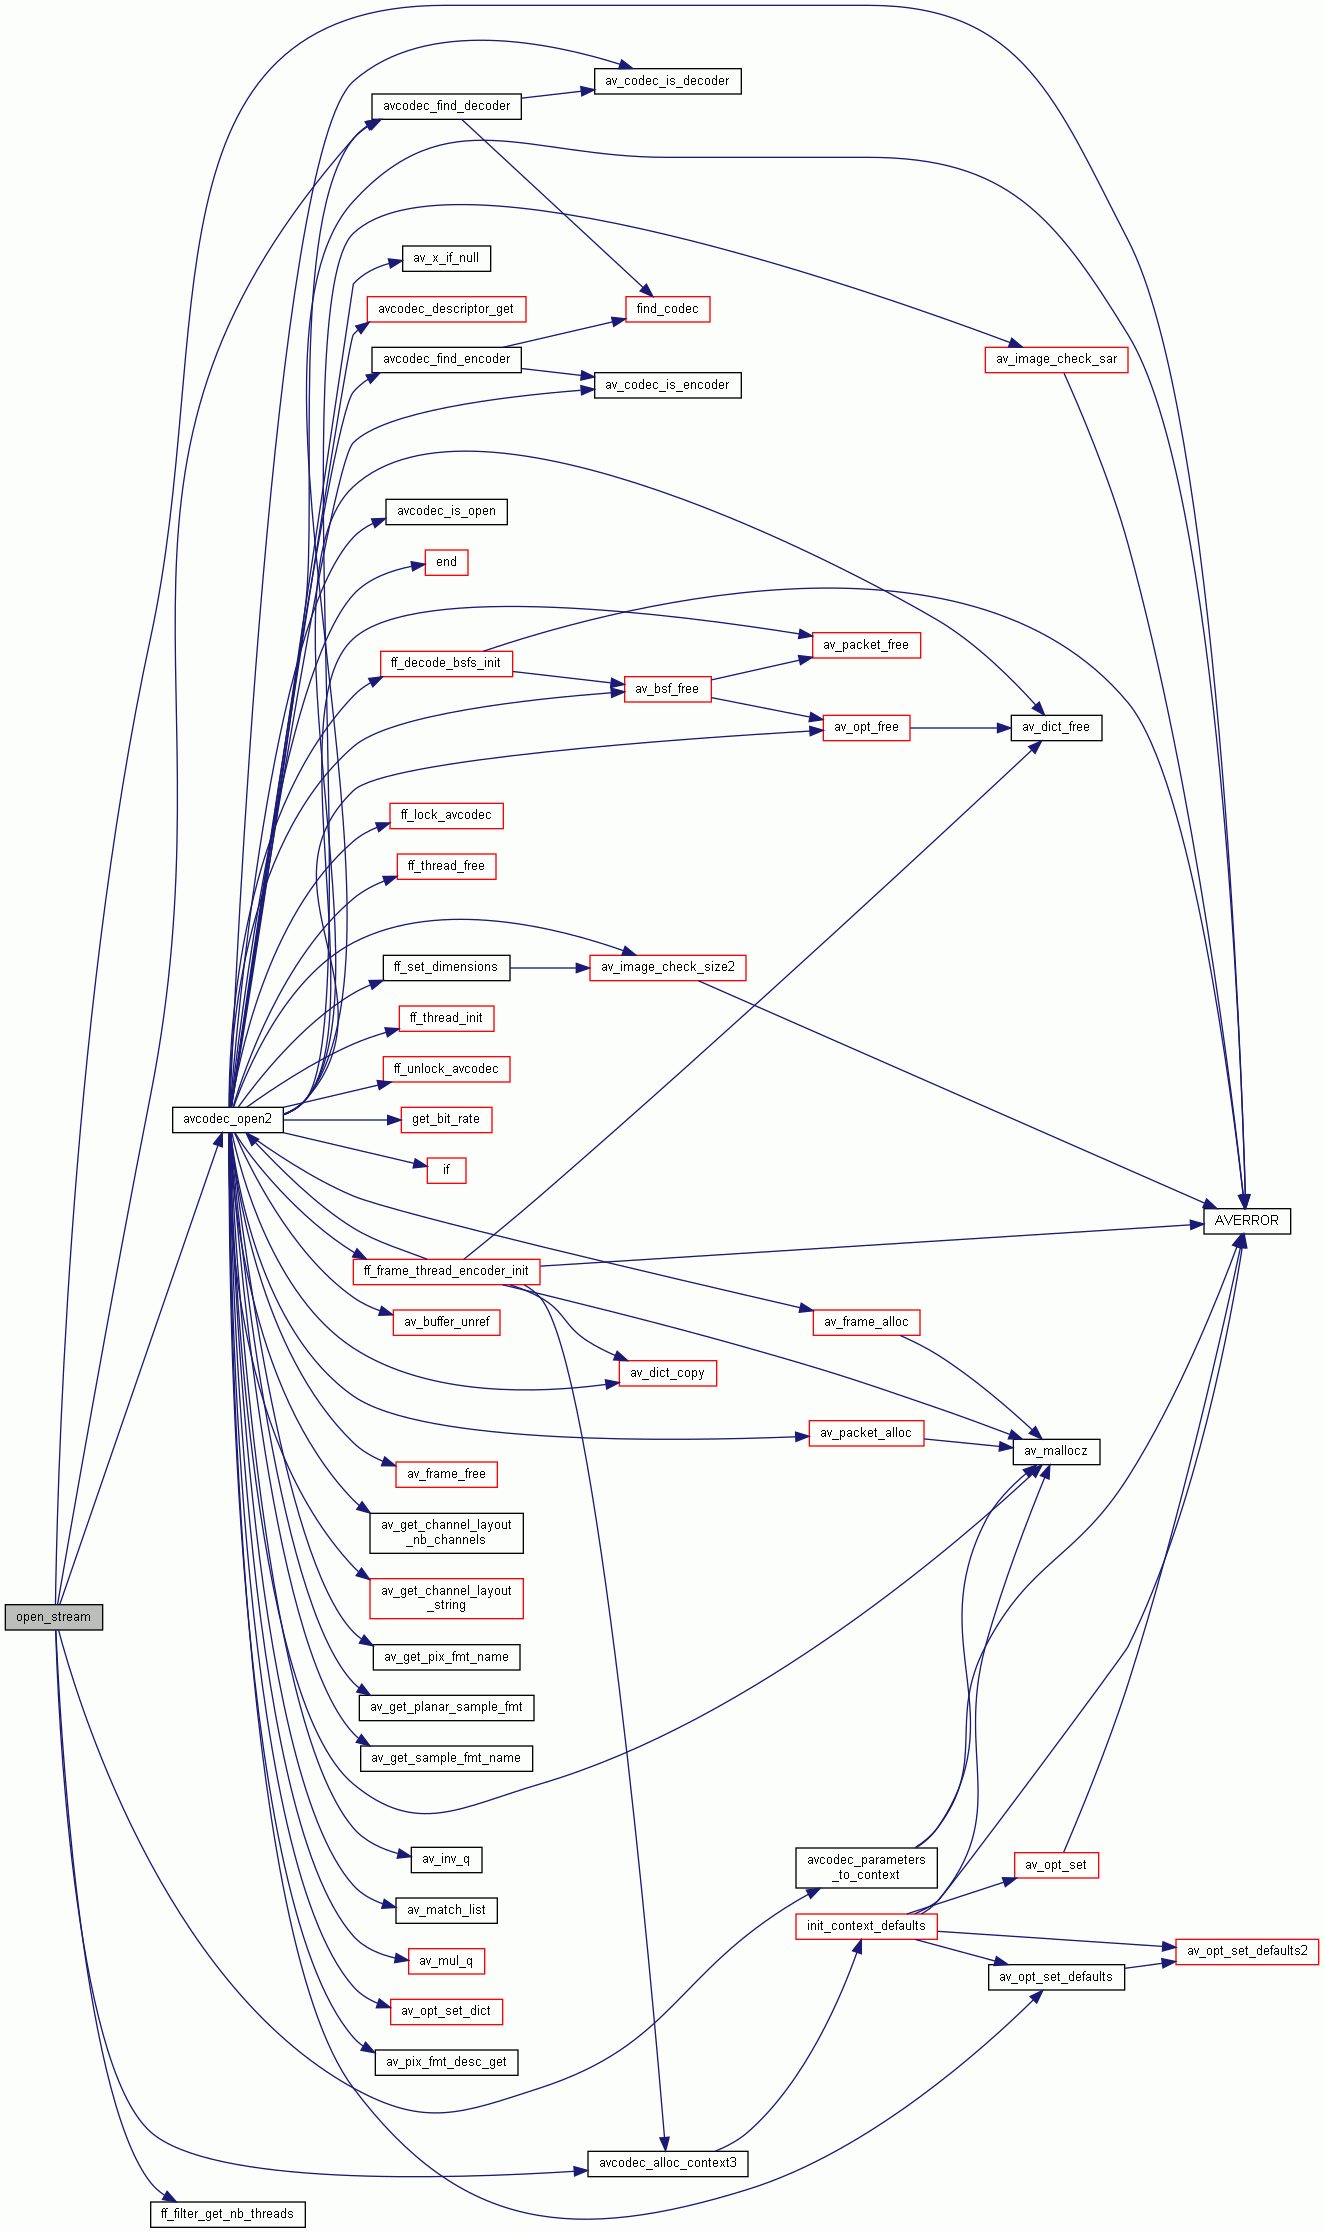 av_codec_is_decoder
avcodec_find_decoder
av_x_if_null
avcodec_descriptor_get
find_codec
avcodec_find_encoder
av_image_check_sar
av_codec_is_encoder
avcodec_is_open
end
av_packet_free
ff_decode_bsfs_init
av_bsf_free
av_opt_free
av_dict_free
ff_lock_avcodec
ff_thread_free
ff_set_dimensions
av_image_check_size2
ff_thread_init
ff_unlock_avcodec
avcodec_open2
get_bit_rate
if
AVERROR
ff_frame_thread_encoder_init
av_buffer_unref
av_frame_alloc
av_dict_copy
av_packet_alloc
av_mallocz
av_frame_free
av_get_channel_layout
_nb_channels
av_get_channel_layout
_string
open_stream
av_get_pix_fmt_name
av_get_planar_sample_fmt
av_get_sample_fmt_name
av_inv_q
avcodec_parameters
_to_context
av_opt_set
av_match_list
init_context_defaults
av_mul_q
av_opt_set_defaults2
av_opt_set_defaults
av_opt_set_dict
av_pix_fmt_desc_get
avcodec_alloc_context3
ff_filter_get_nb_threads